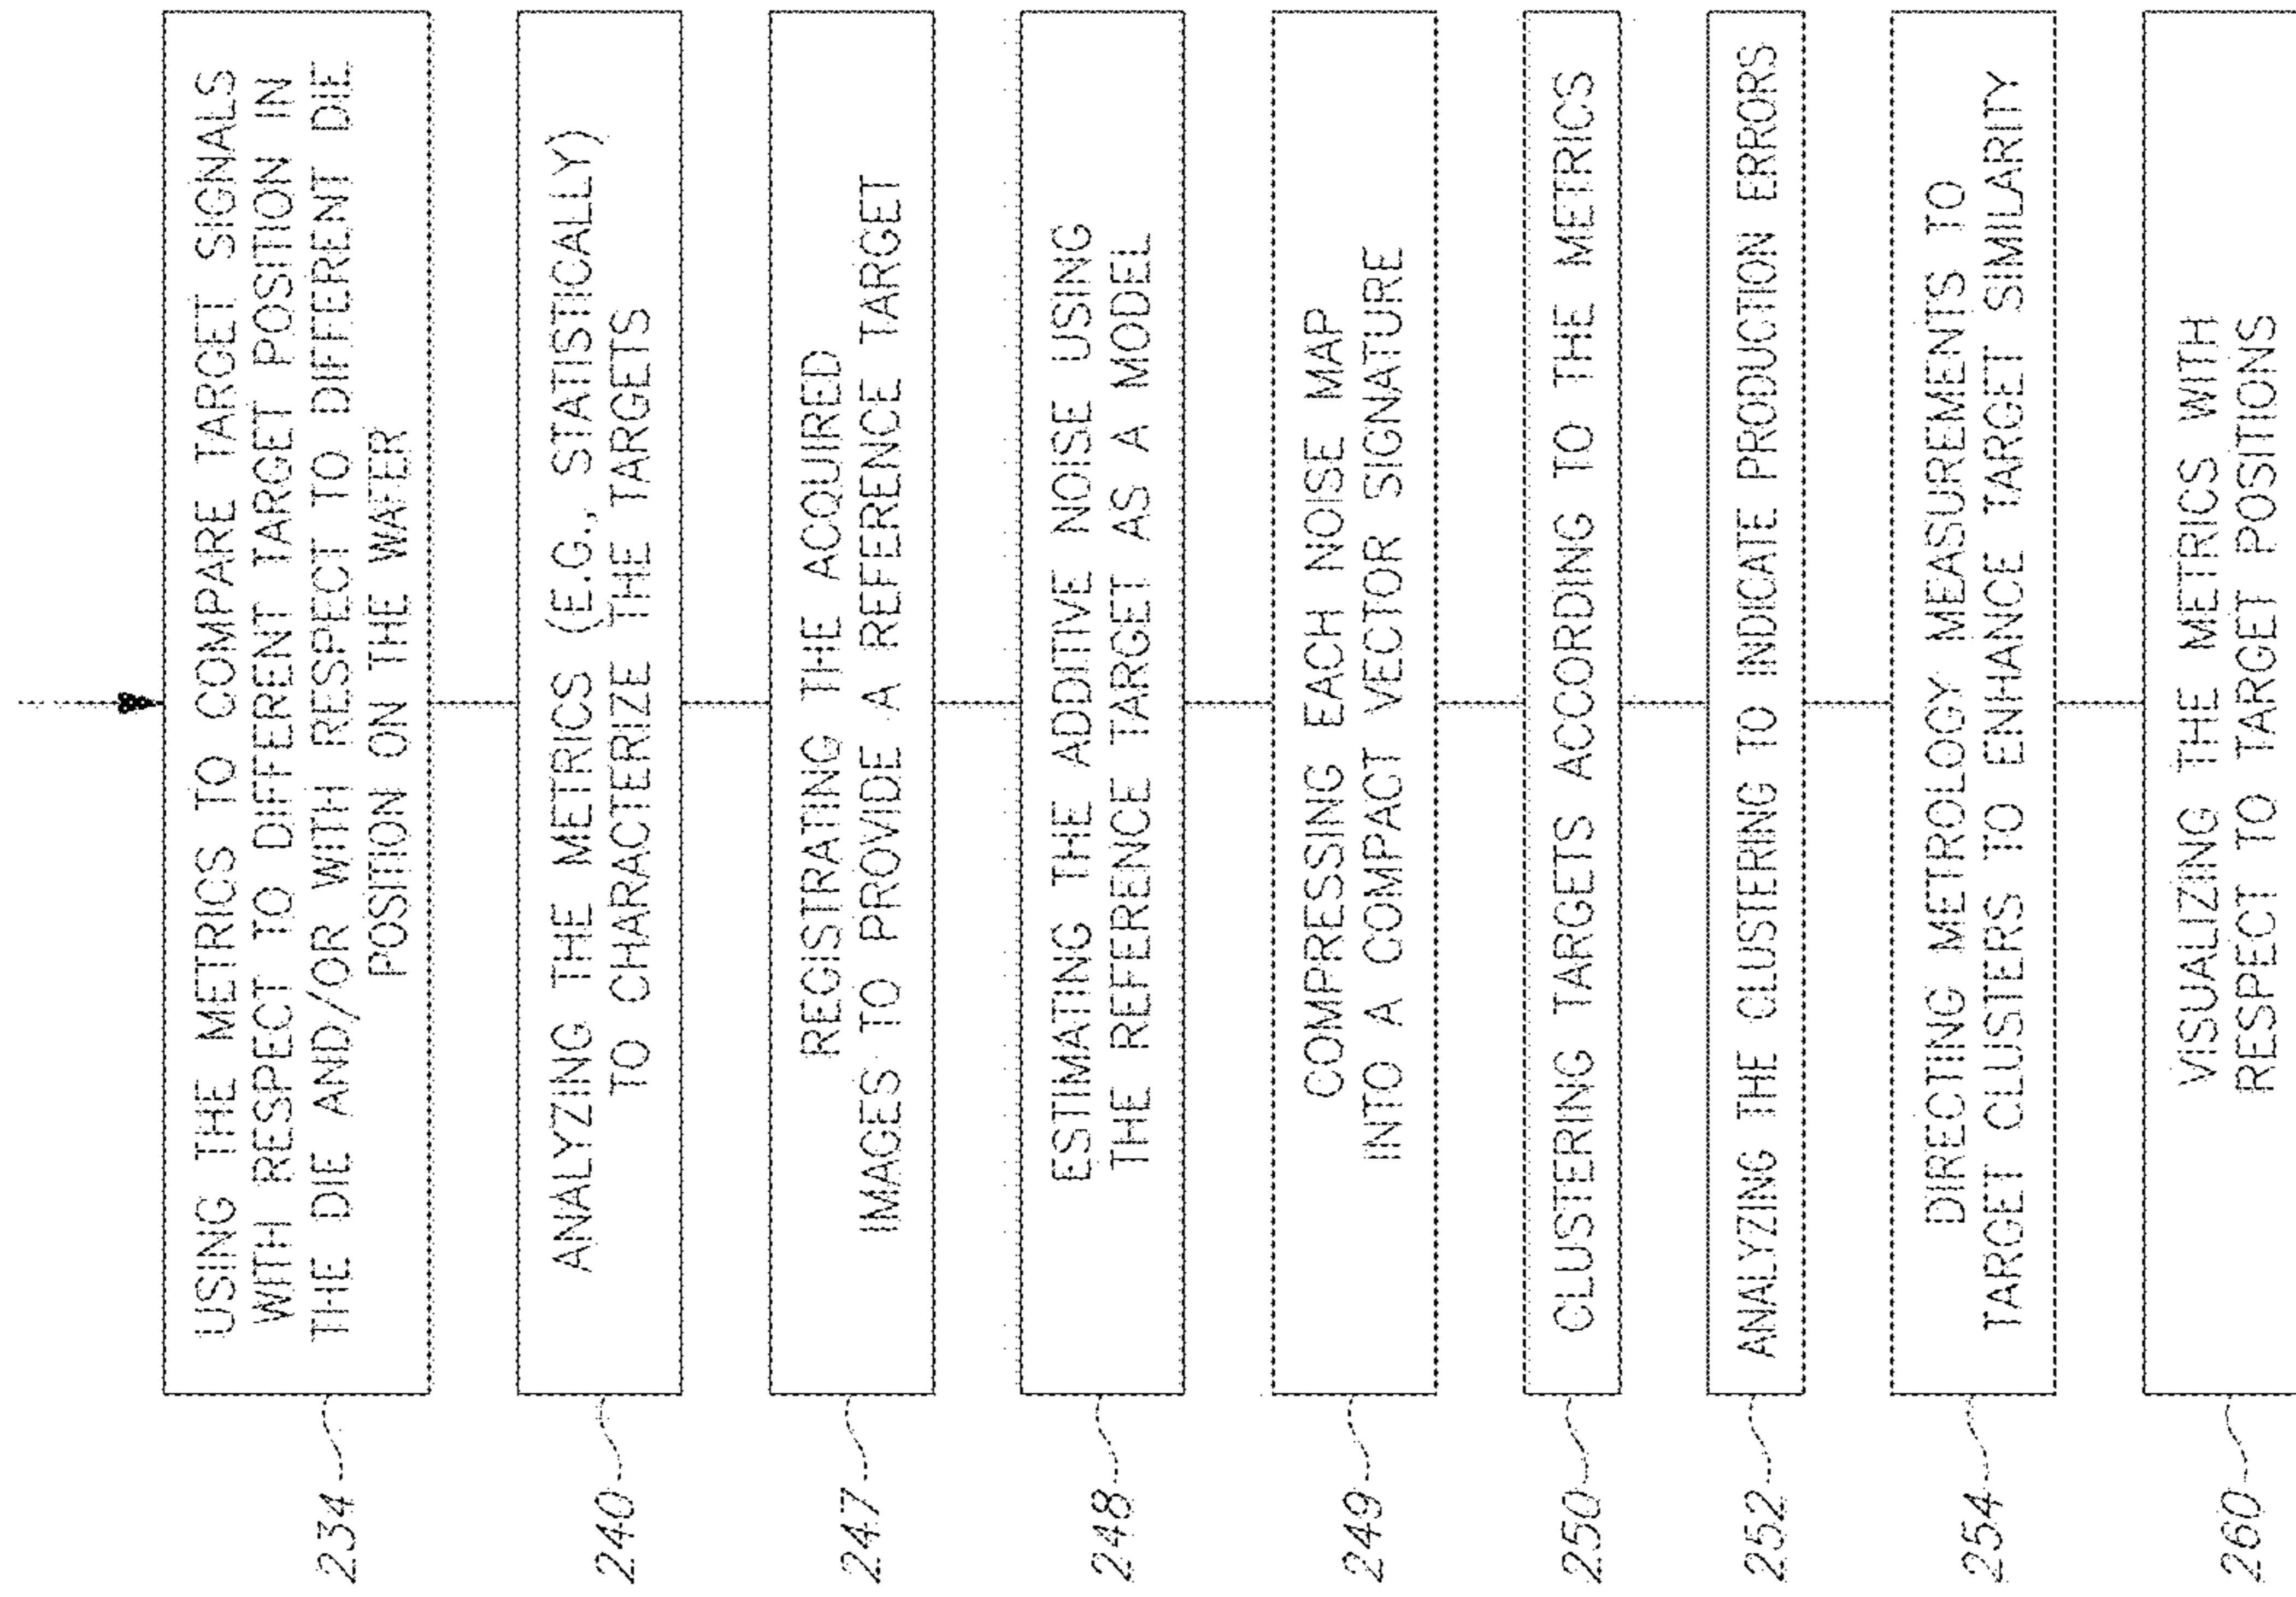 USING THE METRICS TO COMPARE TARGET SIGNALS
WITH RESPECT TO DIFFERENT TARGET POSITION IN
THE DIE AND/OR WITH RESPECT TO DIFFERENT DIE
POSITION ON THE WAFER
234
ANALYZING THE METRICS (E.G., STATISTICALLY)
TO CHARACTERIZE THE TARGETS
240
REGISTRATING THE ACQUIRED
IMAGES TO PROVIDE A REFERENCE TARGET
247
ESTIMATING THE ADDITIVE NOISE USING
THE REFERENCE TARGET AS A MODEL
248
COMPRESSING EACH NOISE MAP
INTO A COMPACT VECTOR SIGNATURE
249
CLUSTERING TARGETS ACCORDING TO THE METRICS
250
ANALYZING THE CLUSTERING TO INDICATE PRODUCTION ERRORS
252
DIRECTING METROLOGY MEASUREMENTS TO
TARGET CLUSTERS TO ENHANCE TARGET SIMILARITY
254
VISUALIZING THE METRICS WITH
RESPECT TO TARGET POSITIONS
260